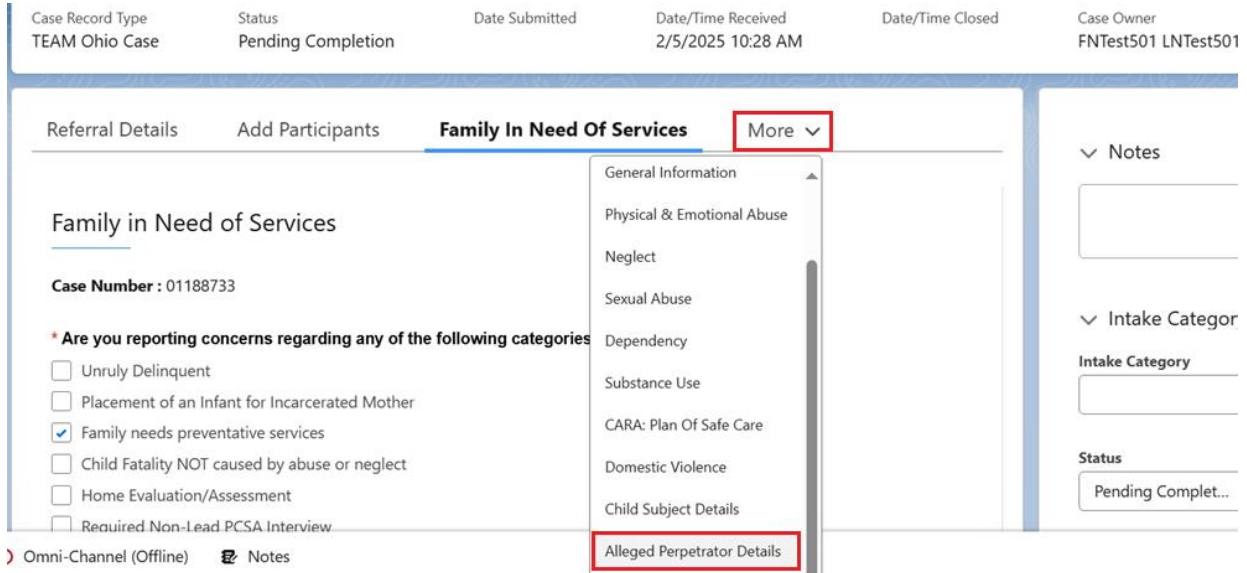 Case Record Type Status Date Submitted Date/Time Received Date/Time Closed Case Owner
TEAM Ohio Case Pending Completion 2/5/2025 10:28 AM FNTest501 LNTest501
Referral Details Add Participants Family In Need Of Services More
General Information
Physical & Emotional Abuse
Neglect
Sexual Abuse
Dependency
Substance Use
CARA: Plan Of Safe Care
Domestic Violence
Child Subject Details
Alleged Perpetrator Details
Family in Need of Services
Case Number : 01188733
* Are you reporting concerns regarding any of the following categories
Unruly Delinquent
Placement of an Infant for Incarcerated Mother
Family needs preventative services
Child Fatality NOT caused by abuse or neglect
Home Evaluation/Assessment
Required Non-Lead PCSA Interview
Notes
Intake Category
Intake Category
Status
Pending Complet...
Omni-Channel (Offline) Notes